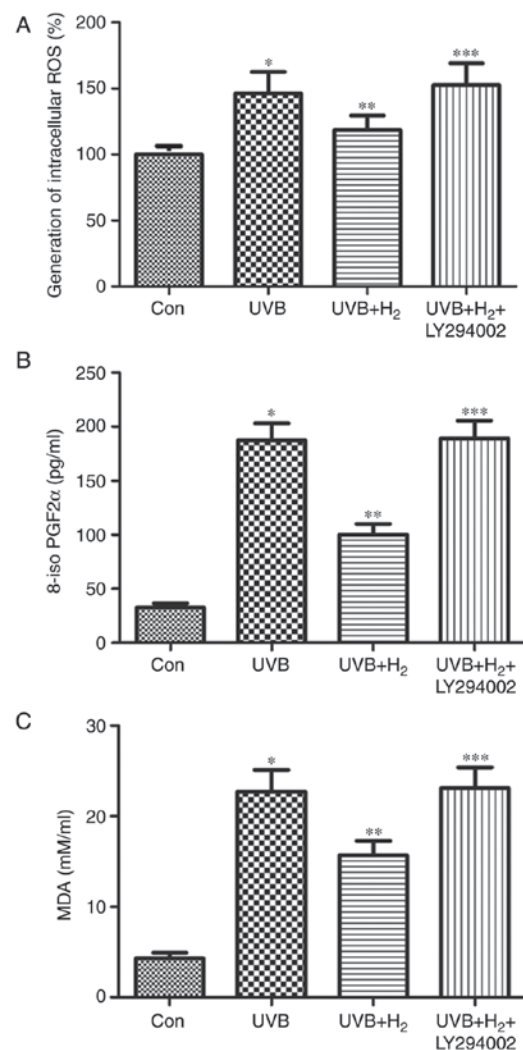 A
Generation of intracellular ROS (%)
200
150
100
50
0
*
**
***
Con
UVB
UVB+H₂
UVB+H₂+
LY294002
B
8-iso PGF2α (pg/ml)
250
200
150
100
50
0
*
**
***
Con
UVB
UVB+H₂
UVB+H₂+
LY294002
C
MDA (mM/ml)
30
20
10
0
*
**
***
Con
UVB
UVB+H₂
UVB+H₂+
LY294002